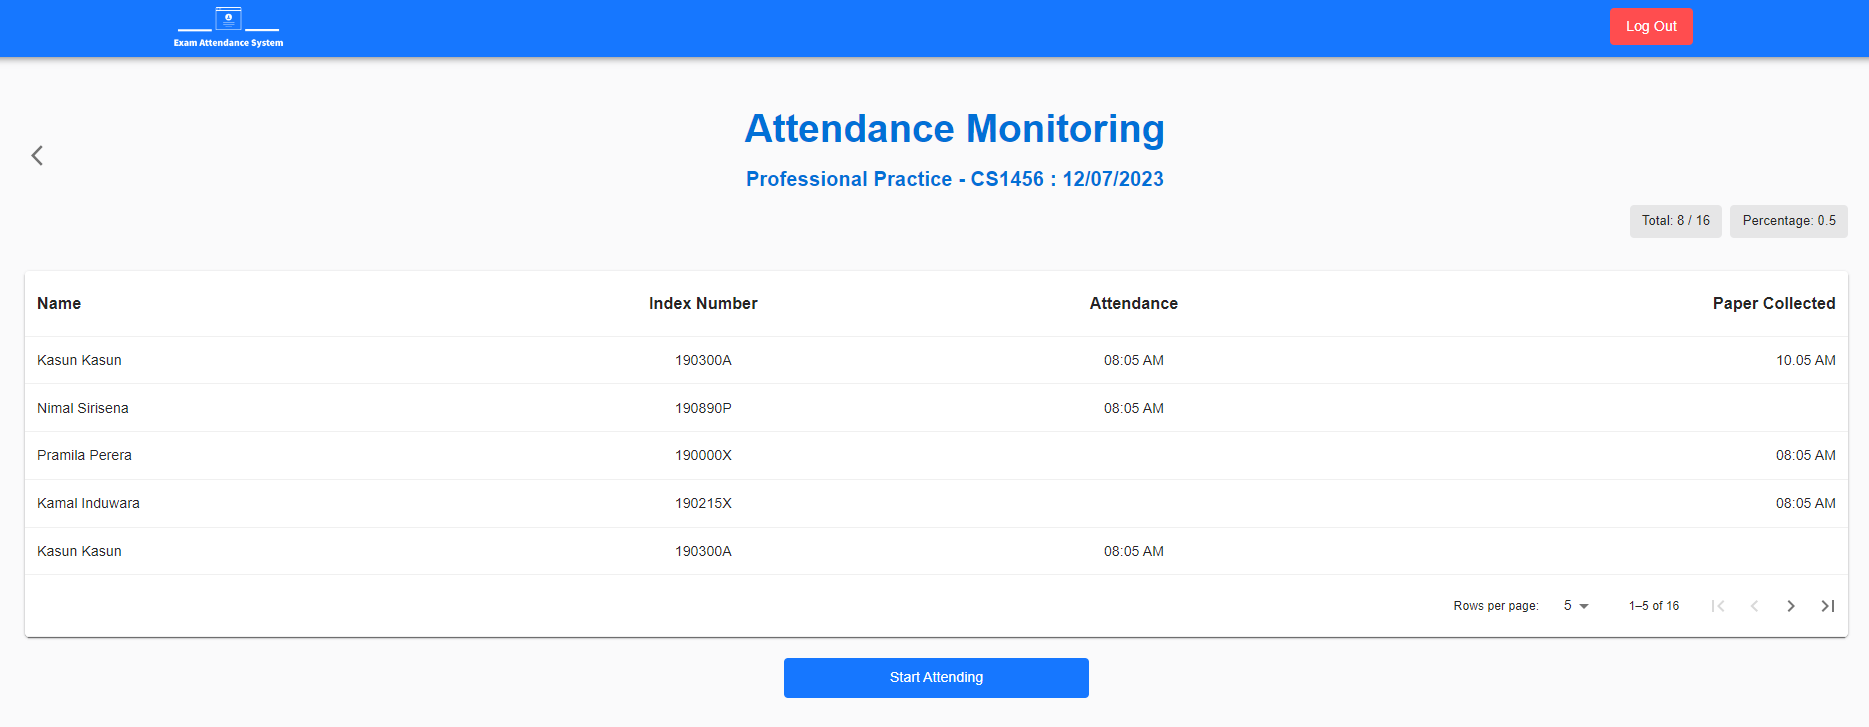 Exam Attendance System
Log Out
Attendance Monitoring
Professional Practice - CS1456 : 12/07/2023
Total: 8 / 16 Percentage: 0.5
Name Index Number Attendance Paper Collected
Kasun Kasun 190300A 08:05 AM 10.05 AM
Nimal Sirisena 190890P 08:05 AM
Pramila Perera 190000X 08:05 AM
Kamal Induwara 190215X 08:05 AM
Kasun Kasun 190300A 08:05 AM
Rows per page: 5 1–5 of 16
Start Attending